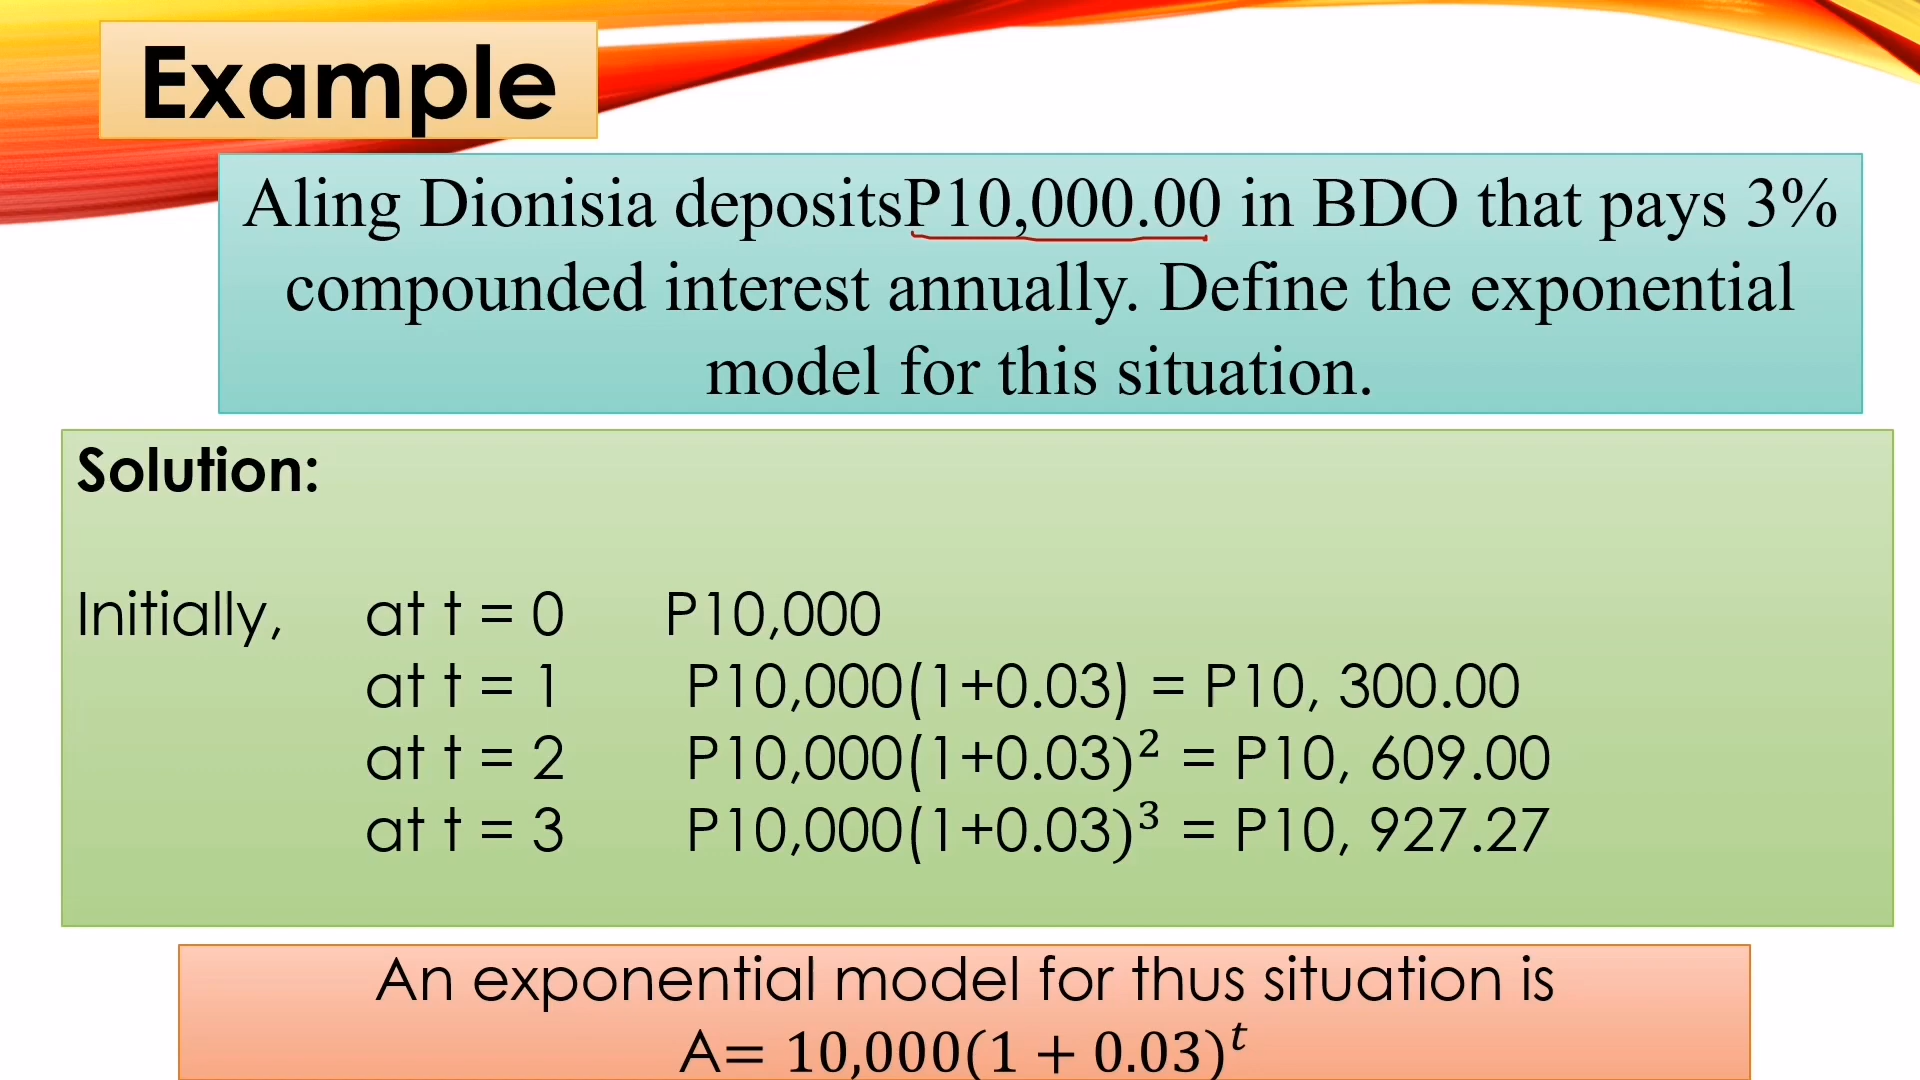 Example
Aling Dionisia depositsP10,000.00 in BDO that pays 3%
compounded interest annually. Define the exponential
model for this situation.
Solution:
Initially, at t = 0 P10,000
at t = 1 P10,000(1+0.03) = P10, 300.00
at t = 2 P10,000(1+0.03)² = P10, 609.00
at t = 3 P10,000(1+0.03)³ = P10, 927.27
An exponential model for thus situation is
A= 10,000(1 + 0.03)ᵗ